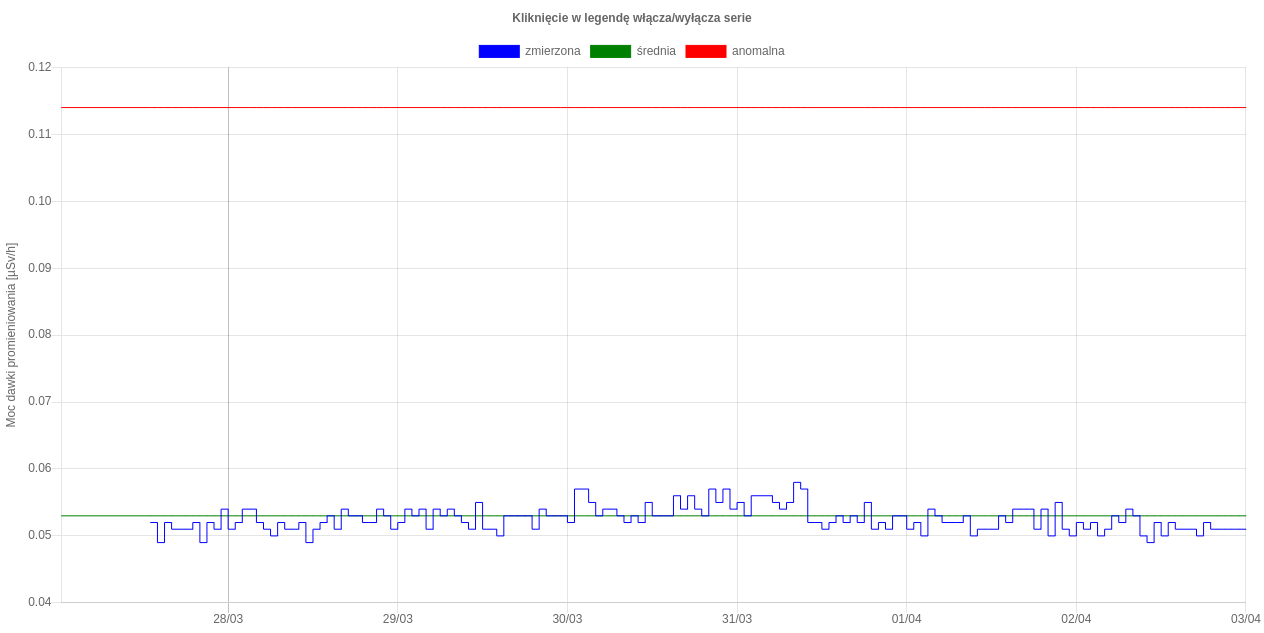 Kliknięcie w legendę włącza/wyłącza serie
zmierzona średnia anomalna
Moc dawki promieniowania [µSv/h]
0.12
0.11
0.10
0.09
0.08
0.07
0.06
0.05
0.04
28/03 29/03 30/03 31/03 01/04 02/04 03/04